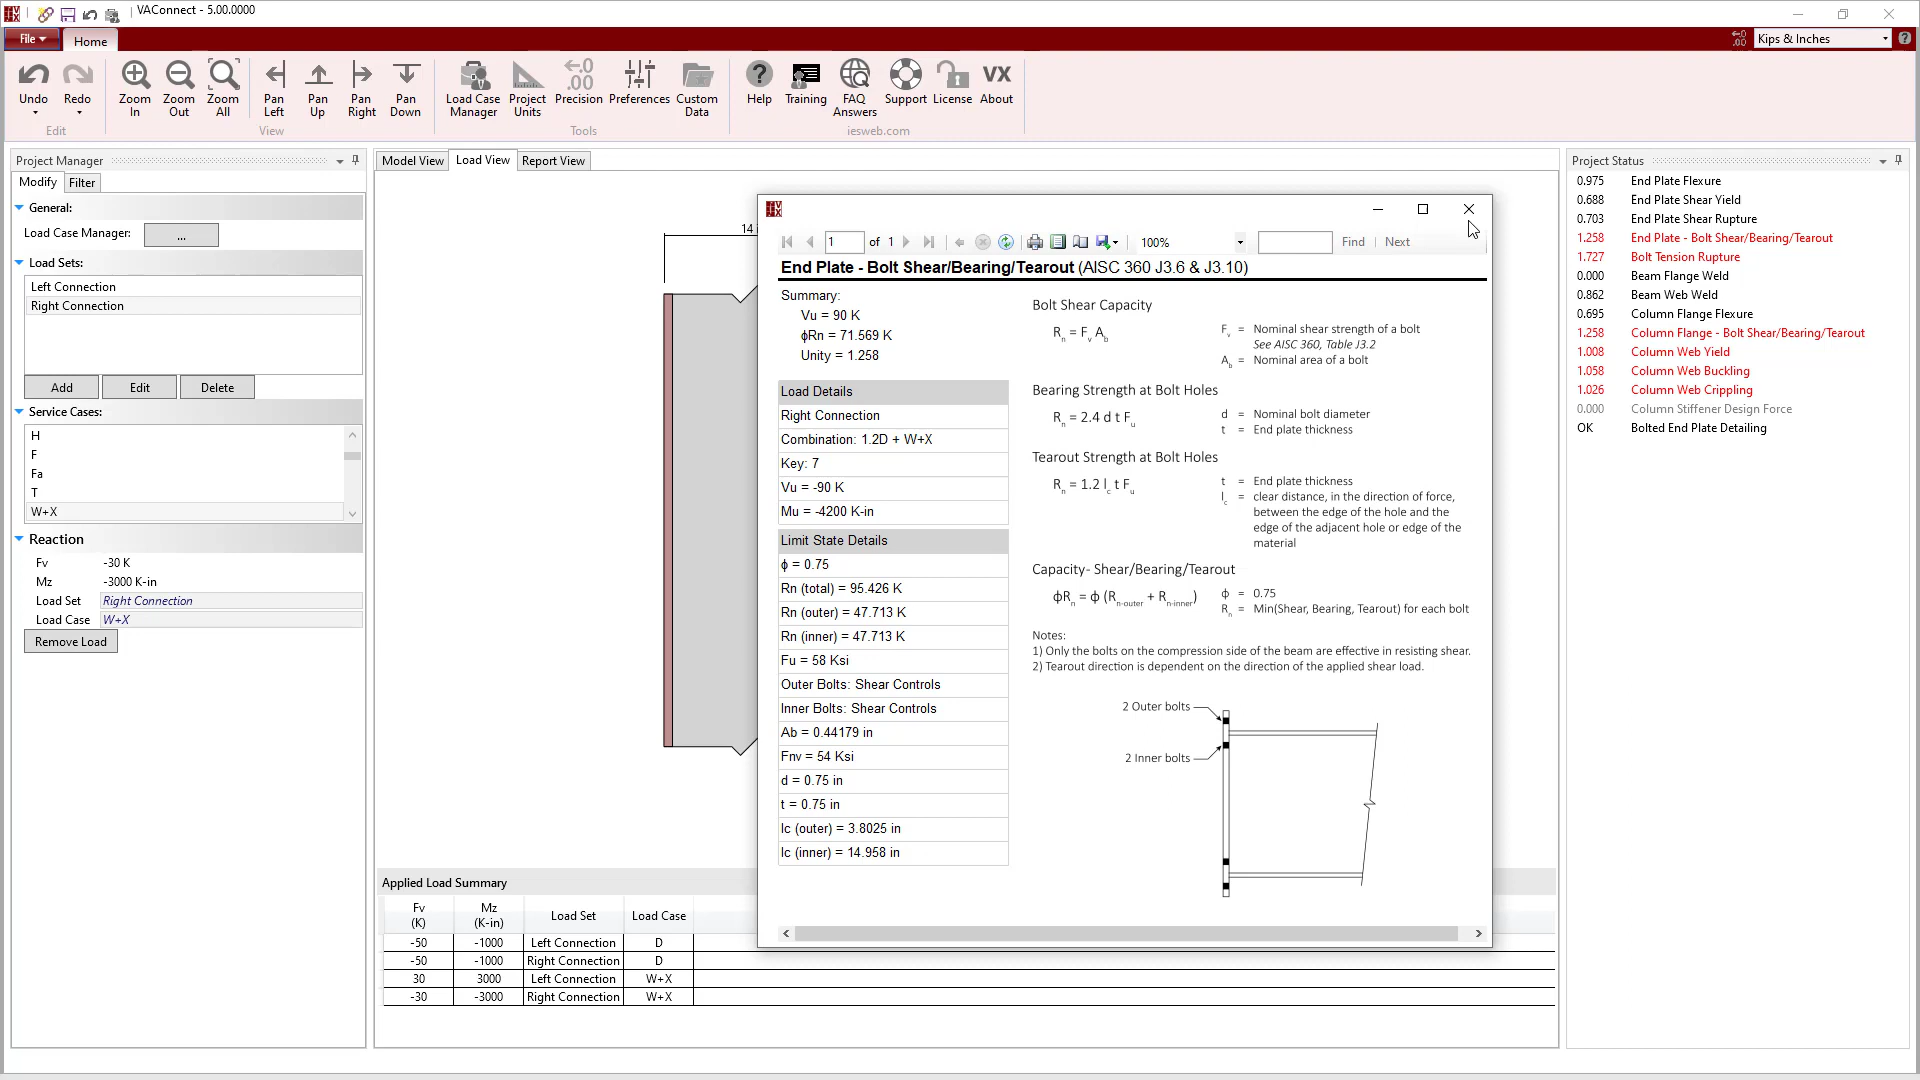 VAConnect - 5.00.0000
File
Home
Kips & Inches
Undo
Redo
Edit
Zoom In
Zoom Out
Zoom All
Pan Left
Pan Up
Pan Right
Pan Down
View
Load Case Manager
Project Units
Precision
Preferences
Custom Data
Tools
Help
Training
FAQ Answers
Support
License
VX
About
iesweb.com
Project Manager
Modify
Filter
General:
Load Case Manager:
...
Load Sets:
Left Connection
Right Connection
Add
Edit
Delete
Service Cases:
H
F
Fa
T
W+X
Reaction
Fv -30 K
Mz -3000 K-in
Load Set Right Connection
Load Case W+X
Remove Load
Model View
Load View
Report View
14
1 of 1
100%
Find
Next
End Plate - Bolt Shear/Bearing/Tearout (AISC 360 J3.6 & J3.10)
Summary:
Vu = 90 K
ϕRn = 71.569 K
Unity = 1.258
Load Details
Right Connection
Combination: 1.2D + W+X
Key: 7
Vu = -90 K
Mu = -4200 K-in
Limit State Details
ϕ = 0.75
Rn (total) = 95.426 K
Rn (outer) = 47.713 K
Rn (inner) = 47.713 K
Fu = 58 Ksi
Outer Bolts: Shear Controls
Inner Bolts: Shear Controls
Ab = 0.44179 in
Fnv = 54 Ksi
d = 0.75 in
t = 0.75 in
lc (outer) = 3.8025 in
lc (inner) = 14.958 in
Bolt Shear Capacity
Rn = Fv Ab
Fv = Nominal shear strength of a bolt
See AISC 360, Table J3.2
Ab = Nominal area of a bolt
Bearing Strength at Bolt Holes
Rn = 2.4 d t Fu
d = Nominal bolt diameter
t = End plate thickness
Tearout Strength at Bolt Holes
Rn = 1.2 lc t Fu
t = End plate thickness
lc = clear distance, in the direction of force,
between the edge of the hole and the
edge of the adjacent hole or edge of the
material
Capacity- Shear/Bearing/Tearout
ϕRn = ϕ (Rn-outer + Rn-inner)
ϕ = 0.75
Rn = Min(Shear, Bearing, Tearout) for each bolt
Notes:
1) Only the bolts on the compression side of the beam are effective in resisting shear.
2) Tearout direction is dependent on the direction of the applied shear load.
2 Outer bolts
2 Inner bolts
Applied Load Summary
Fv (K) Mz (K-in) Load Set Load Case
-50 -1000 Left Connection D
-50 -1000 Right Connection D
30 3000 Left Connection W+X
-30 -3000 Right Connection W+X
Project Status
0.975 End Plate Flexure
0.688 End Plate Shear Yield
0.703 End Plate Shear Rupture
1.258 End Plate - Bolt Shear/Bearing/Tearout
1.727 Bolt Tension Rupture
0.000 Beam Flange Weld
0.862 Beam Web Weld
0.695 Column Flange Flexure
1.258 Column Flange - Bolt Shear/Bearing/Tearout
1.008 Column Web Yield
1.058 Column Web Buckling
1.026 Column Web Crippling
0.000 Column Stiffener Design Force
OK Bolted End Plate Detailing